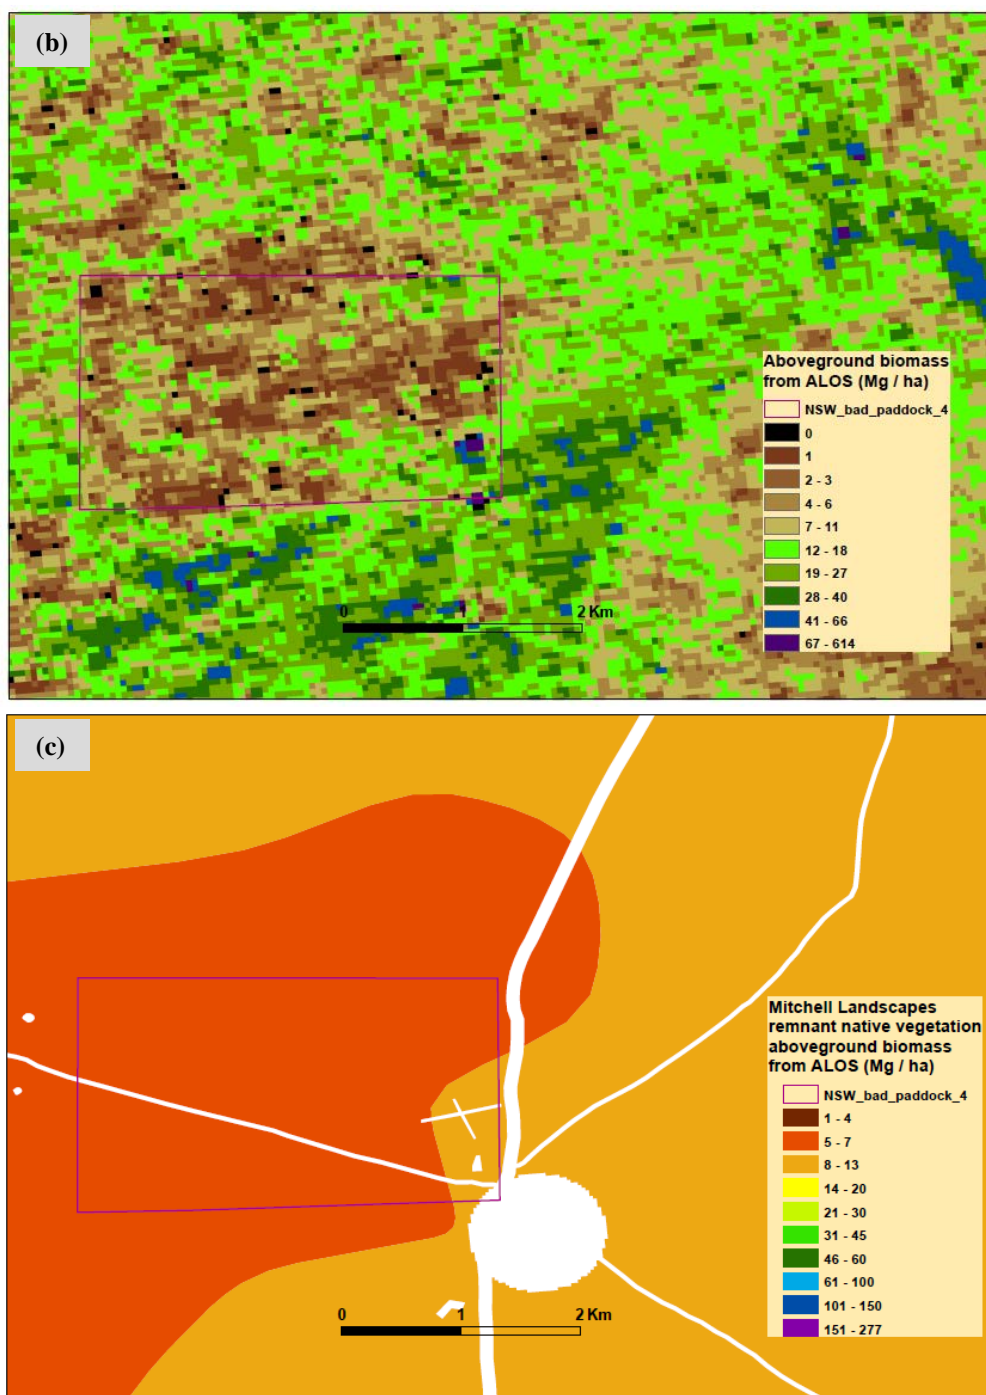 (b)
Aboveground biomass
from ALOS (Mg / ha)
NSW_bad_paddock_4
0
1
2 - 3
4 - 6
7 - 11
12 - 18
19 - 27
28 - 40
41 - 66
67 - 614
0 1 2 Km
(c)
Mitchell Landscapes
remnant native vegetation
aboveground biomass
from ALOS (Mg / ha)
NSW_bad_paddock_4
1 - 4
5 - 7
8 - 13
14 - 20
21 - 30
31 - 45
46 - 60
61 - 100
101 - 150
151 - 277
0 1 2 Km